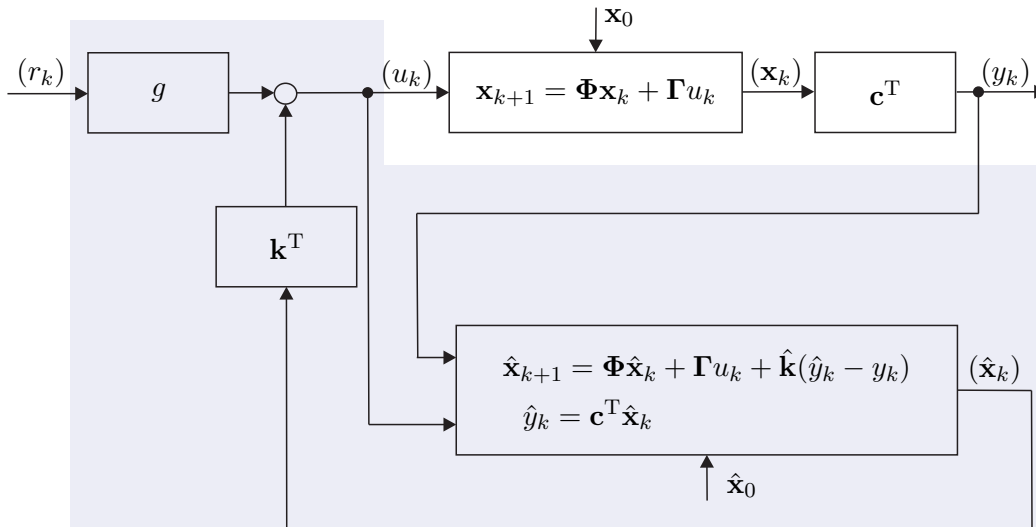 𝐱₀
(rₖ)
g
(uₖ)
𝐱ₖ₊₁ = 𝚽𝐱ₖ + 𝚪uₖ
(𝐱ₖ)
𝐜ᵀ
(yₖ)
𝐤ᵀ
𝐱̂ₖ₊₁ = 𝚽𝐱̂ₖ + 𝚪uₖ + 𝐤̂(ŷₖ − yₖ)
ŷₖ = 𝐜ᵀ𝐱̂ₖ
(𝐱̂ₖ)
𝐱̂₀